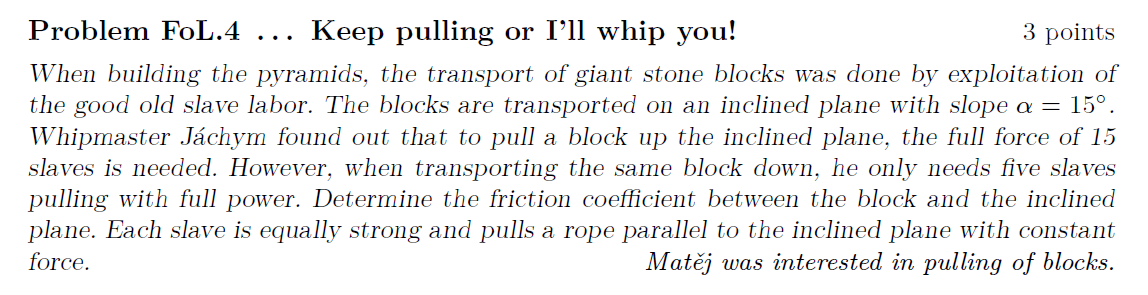 Problem FoL.4 ... Keep pulling or I'll whip you! 3 points
When building the pyramids, the transport of giant stone blocks was done by exploitation of
the good old slave labor. The blocks are transported on an inclined plane with slope α = 15°.
Whipmaster Jáchym found out that to pull a block up the inclined plane, the full force of 15
slaves is needed. However, when transporting the same block down, he only needs five slaves
pulling with full power. Determine the friction coefficient between the block and the inclined
plane. Each slave is equally strong and pulls a rope parallel to the inclined plane with constant
force. Matěj was interested in pulling of blocks.